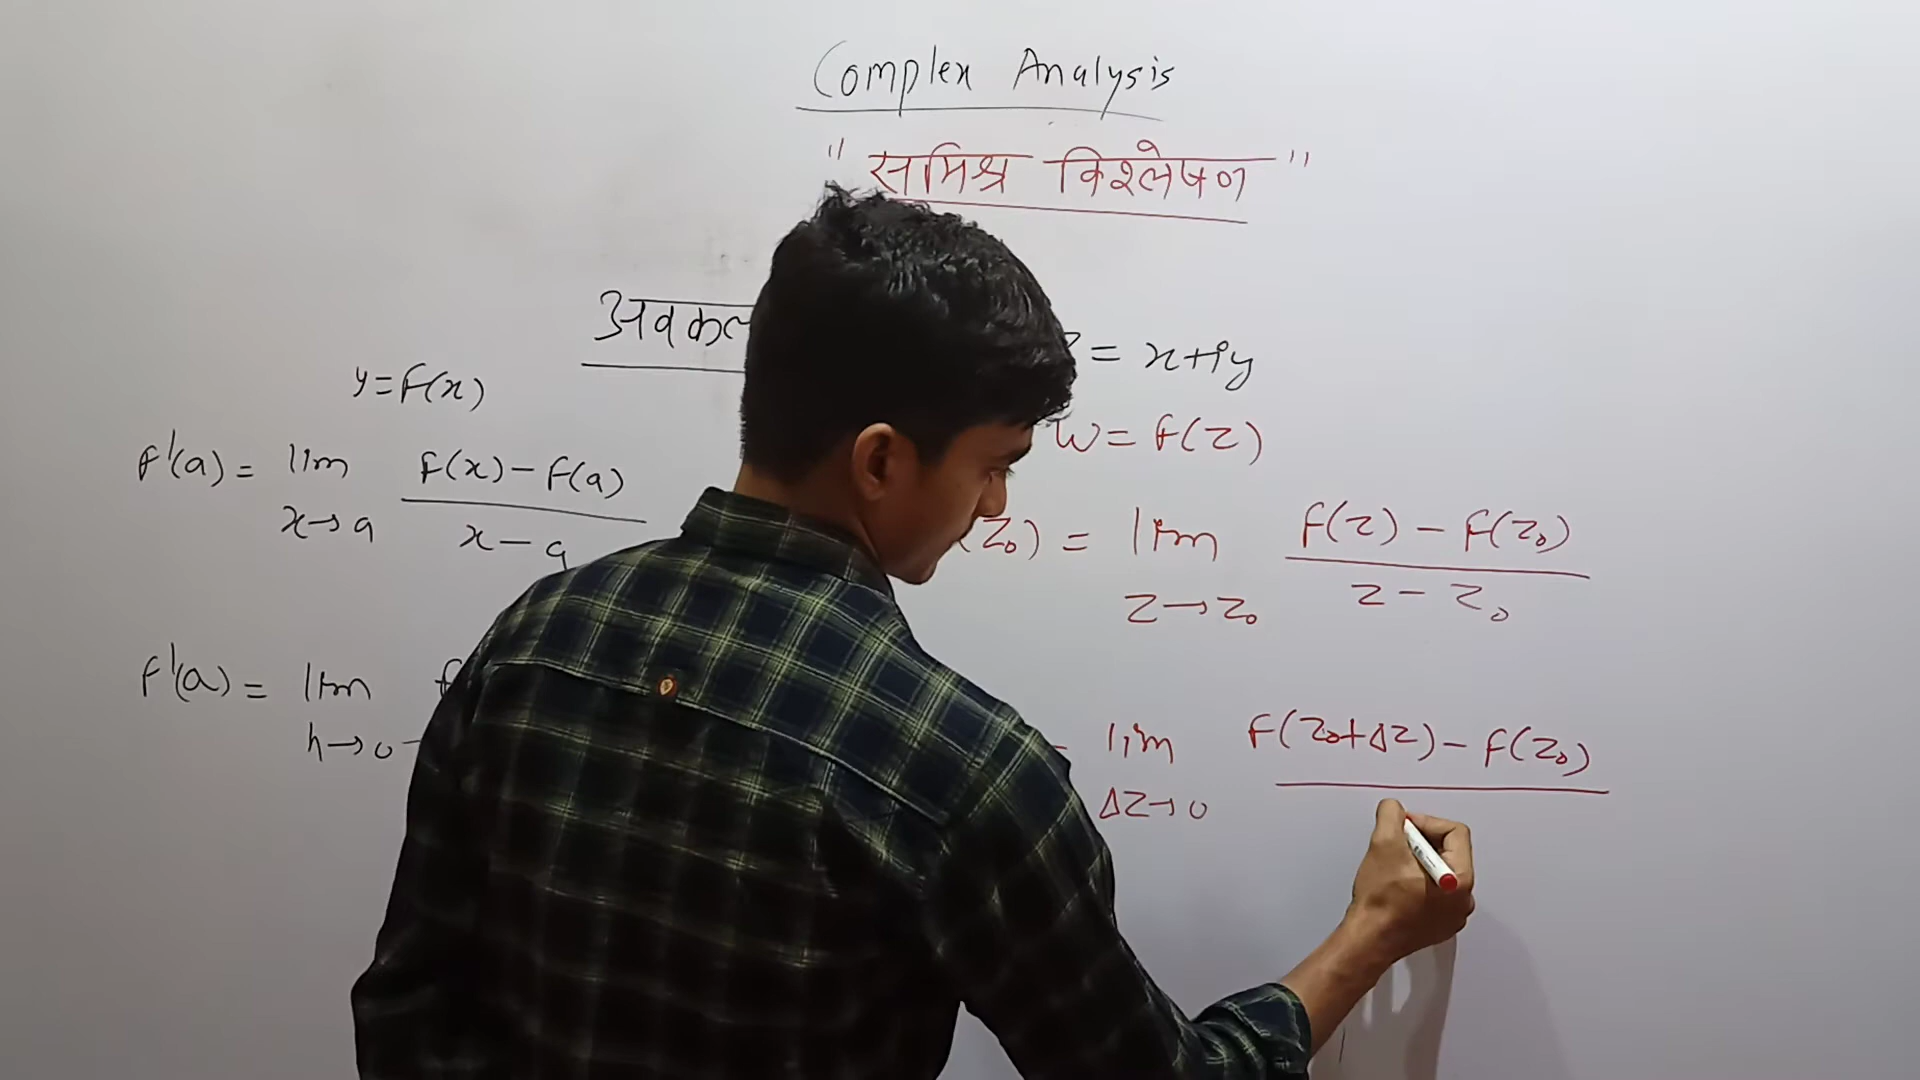 Complex Analysis
" समिश्र विश्लेषण "
= x+iy
y=F(x)
W = F(Z)
F'(a) = lim F(x) - F(a)
x→a x - a
(Z₀) = lim F(Z) - F(Z₀)
Z→Z₀ Z - Z₀
F'(a) = lim
h→0
lim F(Z₀+ΔZ) - F(Z₀)
ΔZ→0